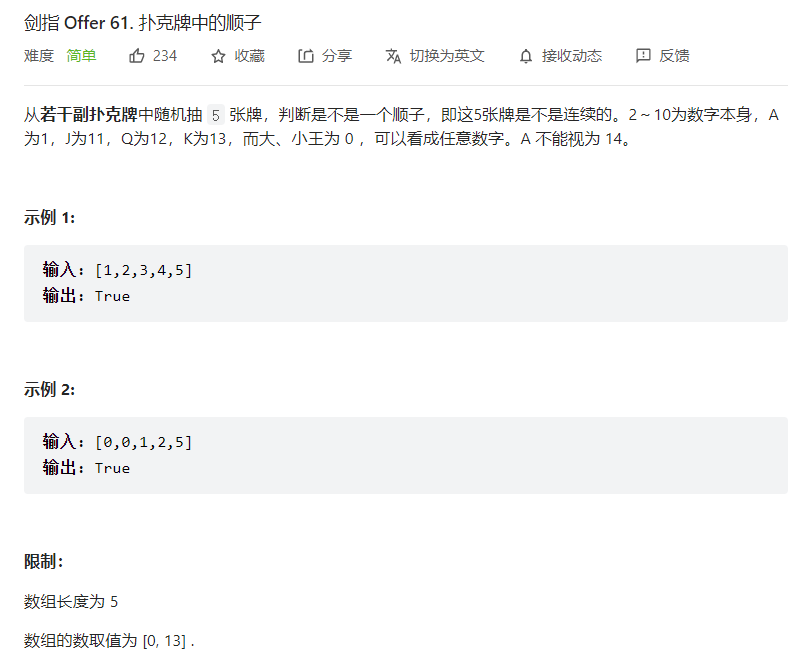 剑指 Offer 61. 扑克牌中的顺子
难度 简单 234 收藏 分享 切换为英文 接收动态 反馈
从若干副扑克牌中随机抽 5 张牌，判断是不是一个顺子，即这5张牌是不是连续的。2～10为数字本身，A
为1，J为11，Q为12，K为13，而大、小王为 0 ，可以看成任意数字。A 不能视为 14。
示例 1:
输入: [1,2,3,4,5]
输出: True
示例 2:
输入: [0,0,1,2,5]
输出: True
限制：
数组长度为 5
数组的数取值为 [0, 13] .